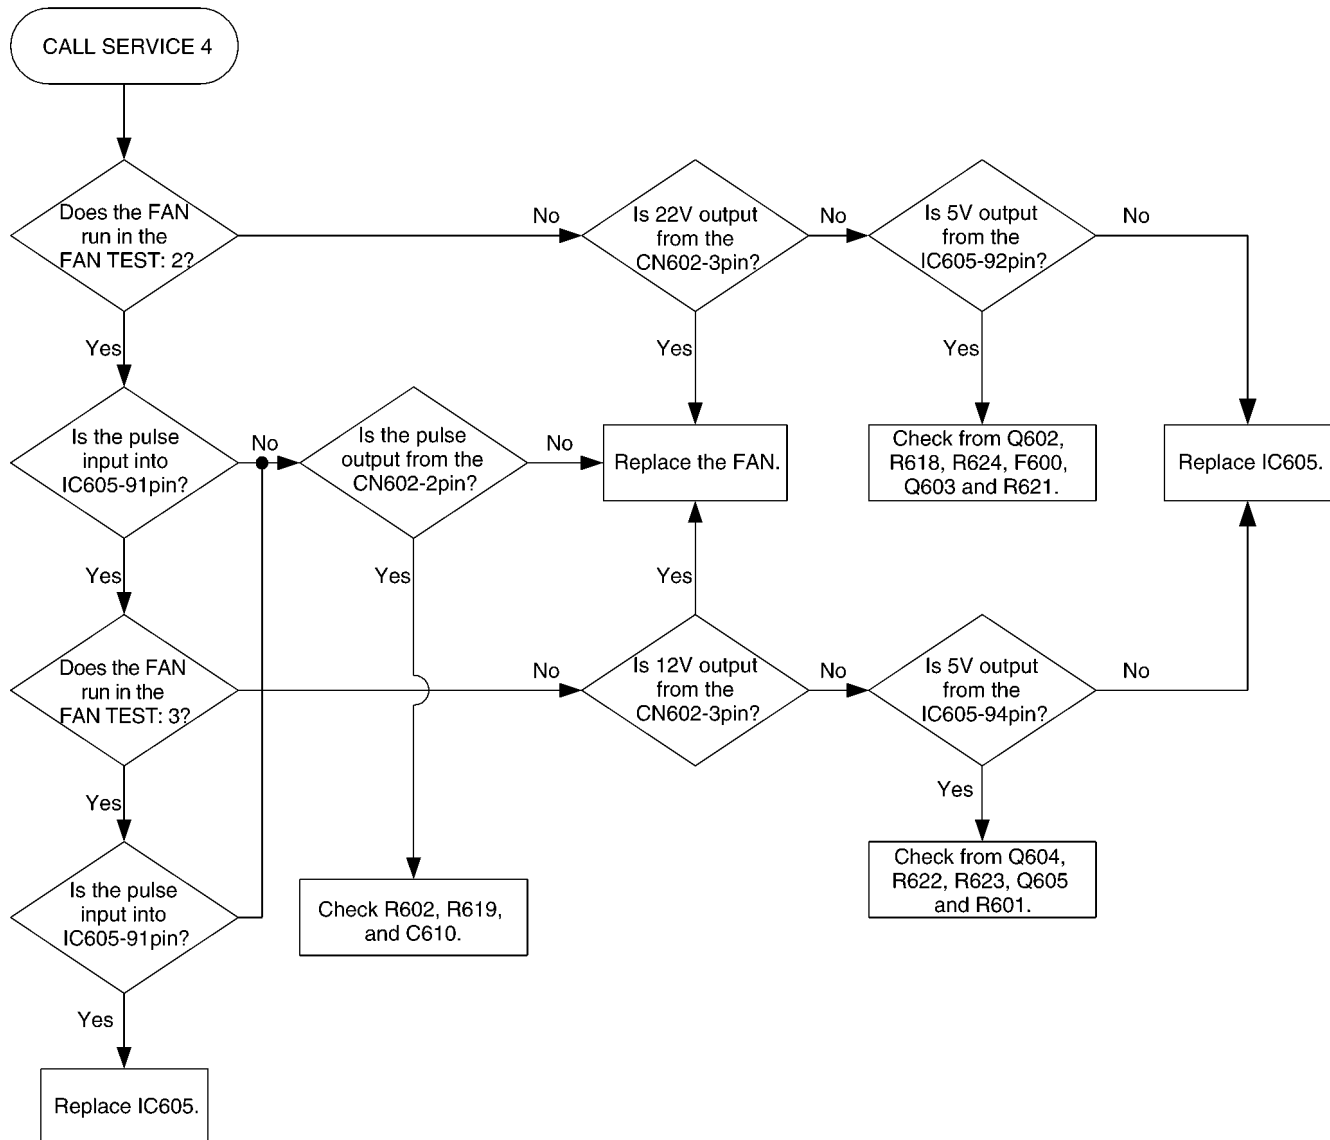 CALL SERVICE 4
Does the FAN
run in the
FAN TEST: 2?
No
Is 22V output
from the
CN602-3pin?
No
Is 5V output
from the
IC605-92pin?
No
Yes
Yes
Yes
Is the pulse
input into
IC605-91pin?
No
Is the pulse
output from the
CN602-2pin?
No
Replace the FAN.
Check from Q602,
R618, R624, F600,
Q603 and R621.
Replace IC605.
Yes
Yes
Yes
Does the FAN
run in the
FAN TEST: 3?
No
Is 12V output
from the
CN602-3pin?
No
Is 5V output
from the
IC605-94pin?
No
Yes
Yes
Is the pulse
input into
IC605-91pin?
Check R602, R619,
and C610.
Check from Q604,
R622, R623, Q605
and R601.
Yes
Replace IC605.